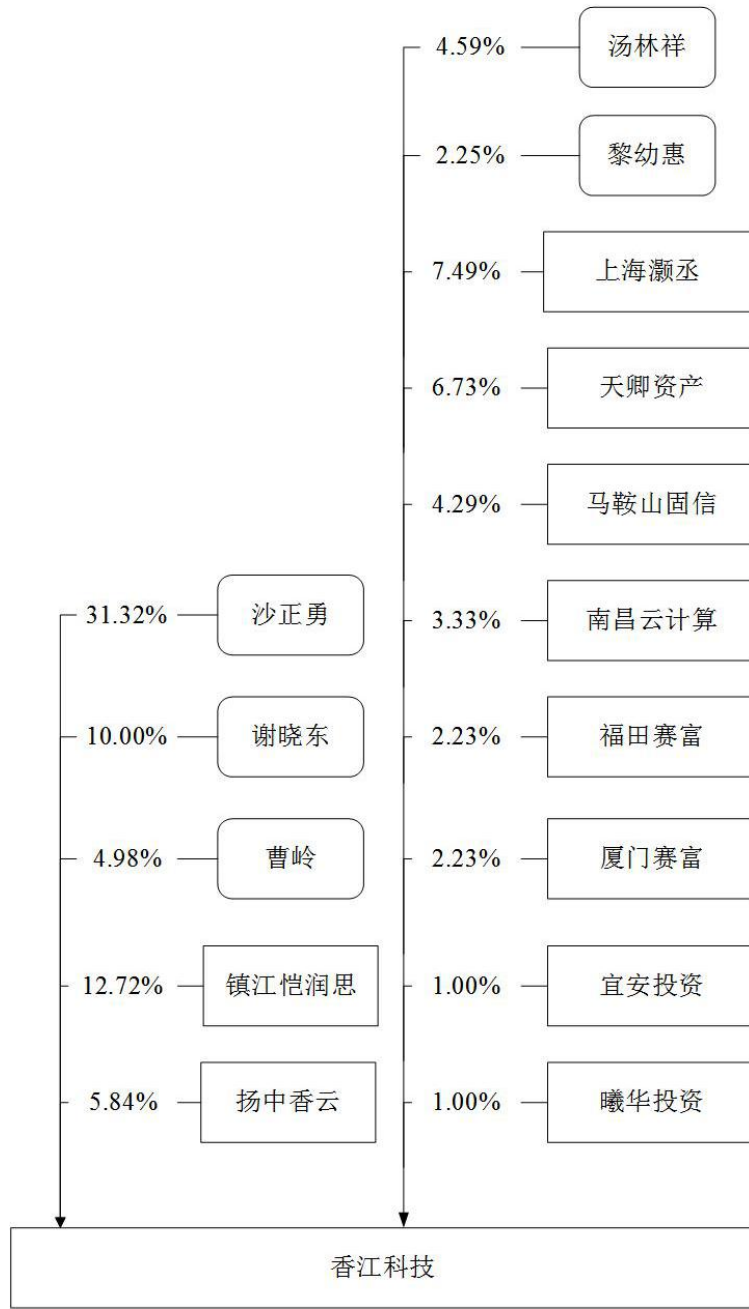 4.59% 汤林祥
2.25% 黎幼惠
7.49% 上海灏丞
6.73% 天卿资产
4.29% 马鞍山固信
31.32% 沙正勇
3.33% 南昌云计算
10.00% 谢晓东
2.23% 福田赛富
4.98% 曹岭
2.23% 厦门赛富
12.72% 镇江恺润思
1.00% 宜安投资
5.84% 扬中香云
1.00% 曦华投资
香江科技